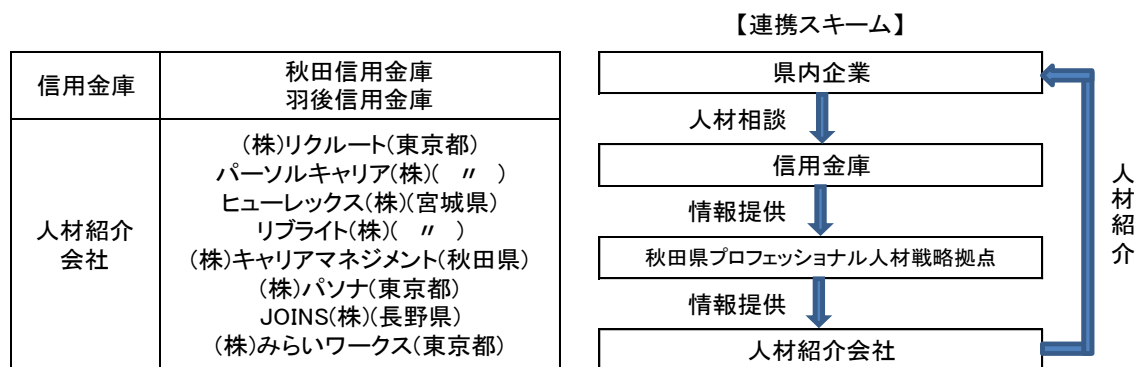 【連携スキーム】
信用金庫
秋田信用金庫
羽後信用金庫
人材紹介
会社
(株)リクルート(東京都)
パーソルキャリア(株)( 〃 )
ヒューレックス(株)(宮城県)
リブライト(株)( 〃 )
(株)キャリアマネジメント(秋田県)
(株)パソナ(東京都)
JOINS(株)(長野県)
(株)みらいワークス(東京都)
県内企業
人材相談
信用金庫
情報提供
秋田県プロフェッショナル人材戦略拠点
情報提供
人材紹介会社
人材紹介